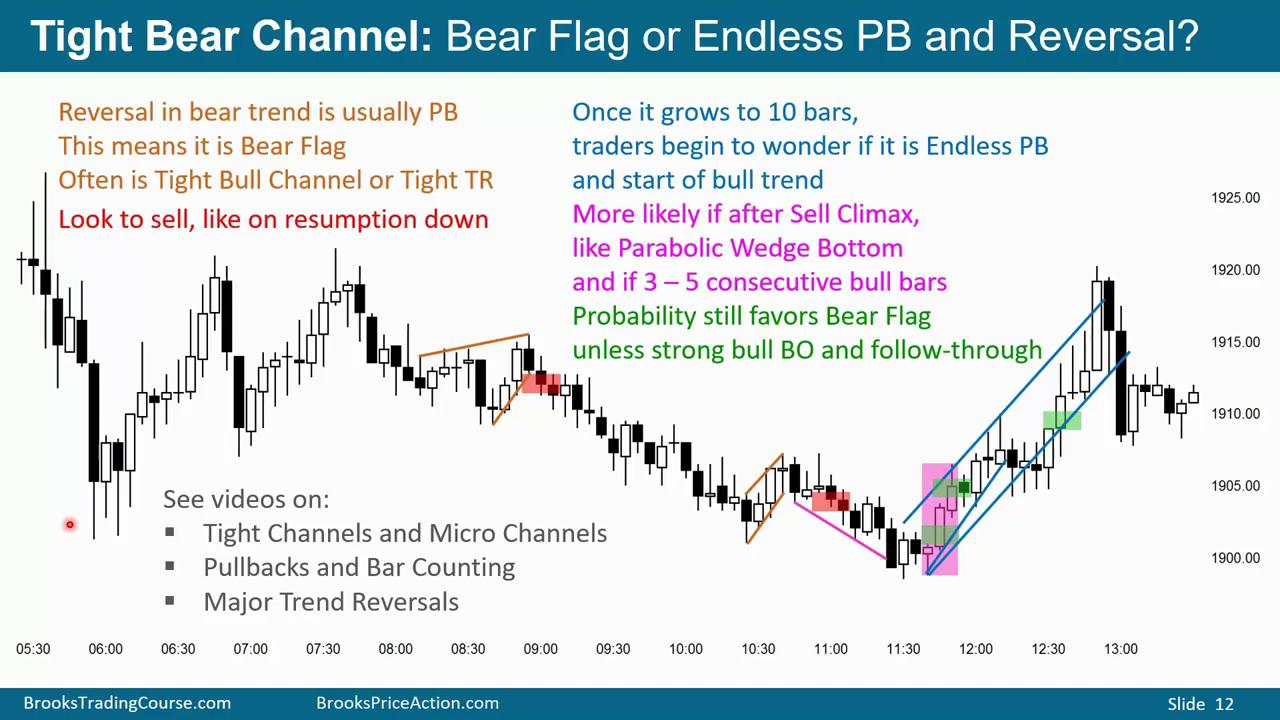 Tight Bear Channel: Bear Flag or Endless PB and Reversal?
Reversal in bear trend is usually PB
This means it is Bear Flag
Often is Tight Bull Channel or Tight TR
Look to sell, like on resumption down
Once it grows to 10 bars,
traders begin to wonder if it is Endless PB
and start of bull trend
More likely if after Sell Climax,
like Parabolic Wedge Bottom
and if 3 – 5 consecutive bull bars
Probability still favors Bear Flag
unless strong bull BO and follow-through
1925.00
1920.00
1915.00
1910.00
1905.00
1900.00
See videos on:
▪ Tight Channels and Micro Channels
▪ Pullbacks and Bar Counting
▪ Major Trend Reversals
05:30 06:00 06:30 07:00 07:30 08:00 08:30 09:00 09:30 10:00 10:30 11:00 11:30 12:00 12:30 13:00
BrooksTradingCourse.com BrooksPriceAction.com Slide 12